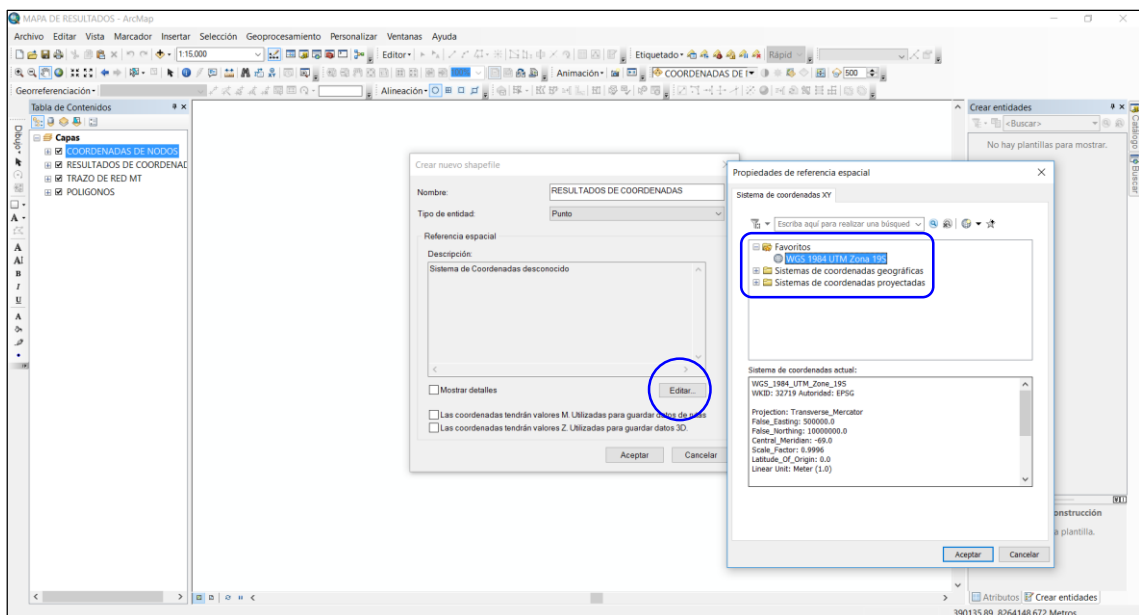 MAPA DE RESULTADOS - ArcMap
Archivo Editar Vista Marcador Insertar Selección Geoprocesamiento Personalizar Ventanas Ayuda
1:15.000 Editor Etiquetado Rápid
Animación COORDENADAS DE 500
Georreferenciación Alineación
Tabla de Contenidos
Capas
COORDENADAS DE NODOS
RESULTADOS DE COORDENAD
TRAZO DE RED MT
POLIGONOS
Dibujo
Crear nuevo shapefile
Nombre: RESULTADOS DE COORDENADAS
Tipo de entidad: Punto
Referencia espacial
Descripción:
Sistema de Coordenadas desconocido
Mostrar detalles Editar...
Las coordenadas tendrán valores M. Utilizadas para guardar datos de rutas
Las coordenadas tendrán valores Z. Utilizadas para guardar datos 3D.
Aceptar Cancelar
Propiedades de referencia espacial
Sistema de coordenadas XY
Escriba aquí para realizar una búsqued
Favoritos
WGS 1984 UTM Zona 19S
Sistemas de coordenadas geográficas
Sistemas de coordenadas proyectadas
Sistema de coordenadas actual:
WGS_1984_UTM_Zone_19S
WKID: 32719 Autoridad: EPSG
Projection: Transverse_Mercator
False_Easting: 500000.0
False_Northing: 10000000.0
Central_Meridian: -69.0
Scale_Factor: 0.9996
Latitude_Of_Origin: 0.0
Linear Unit: Meter (1.0)
Aceptar Cancelar
Crear entidades
<Buscar>
No hay plantillas para mostrar.
Catálogo
Buscar
onstrucción
a plantilla.
Atributos Crear entidades
390135,89 8264148,672 Metros